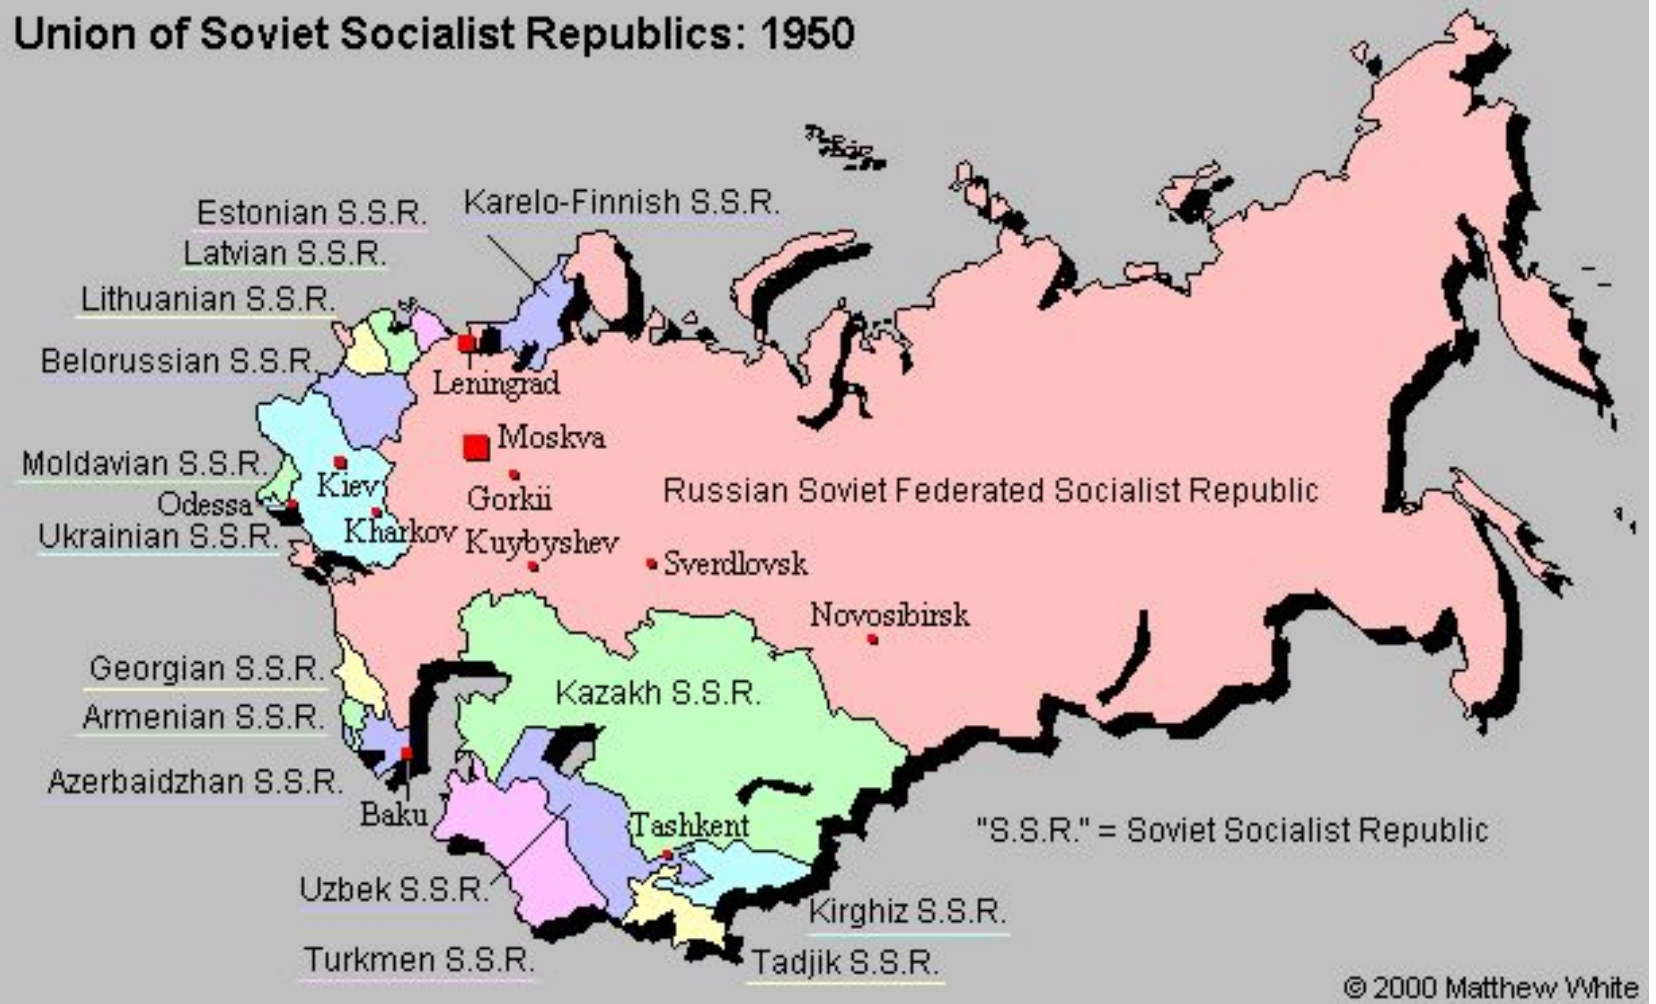 Union of Soviet Socialist Republics: 1950
Estonian S.S.R.
Karelo-Finnish S.S.R.
Latvian S.S.R.
Lithuanian S.S.R.
Belorussian S.S.R.
Leningrad
Moskva
Moldavian S.S.R.
Kiev
Gorkii
Russian Soviet Federated Socialist Republic
Odessa
Ukrainian S.S.R.
Kharkov
Kuybyshev
Sverdlovsk
Novosibirsk
Georgian S.S.R.
Kazakh S.S.R.
Armenian S.S.R.
Azerbaidzhan S.S.R.
Baku
Tashkent
"S.S.R." = Soviet Socialist Republic
Uzbek S.S.R.
Kirghiz S.S.R.
Turkmen S.S.R.
Tadjik S.S.R.
© 2000 Matthew White